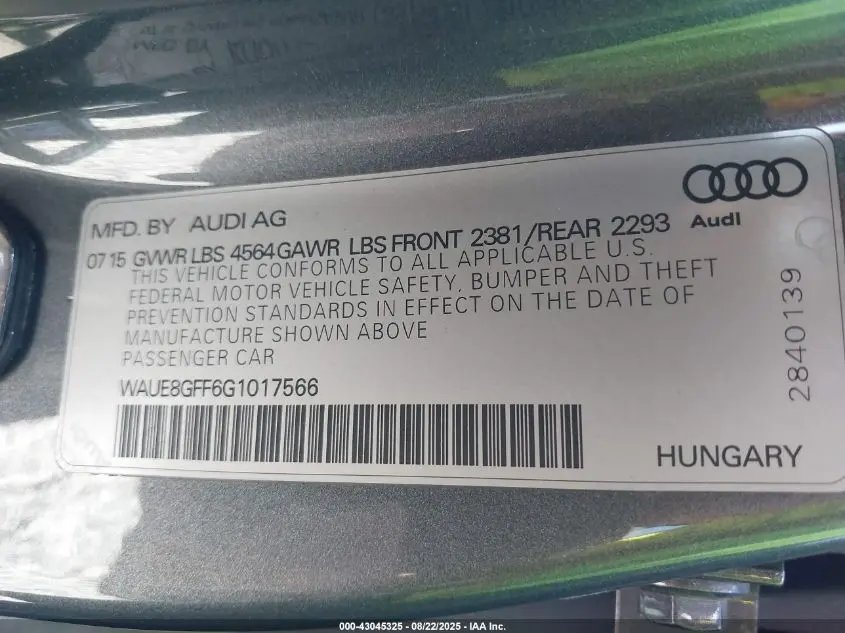 Audi
MFD. BY AUDI AG
07 15 GVWR LBS 4564 GAWR LBS FRONT 2381/REAR 2293
THIS VEHICLE CONFORMS TO ALL APPLICABLE U.S.
FEDERAL MOTOR VEHICLE SAFETY, BUMPER AND THEFT
PREVENTION STANDARDS IN EFFECT ON THE DATE OF
MANUFACTURE SHOWN ABOVE
PASSENGER CAR
WAUE8GFF6G1017566
2840139
HUNGARY
000-43045325 - 08/22/2025 - IAA Inc.